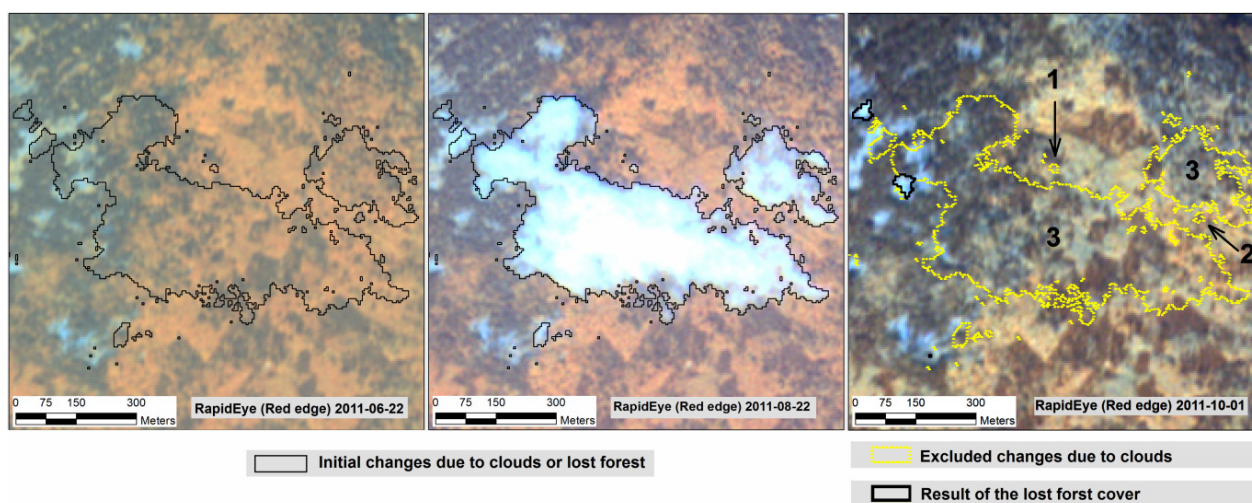 1
3
3
2
0 75 150 300
Meters
RapidEye (Red edge) 2011-06-22
0 75 150 300
Meters
RapidEye (Red edge) 2011-08-22
0 75 150 300
Meters
RapidEye (Red edge) 2011-10-01
Initial changes due to clouds or lost forest
Excluded changes due to clouds
Result of the lost forst cover